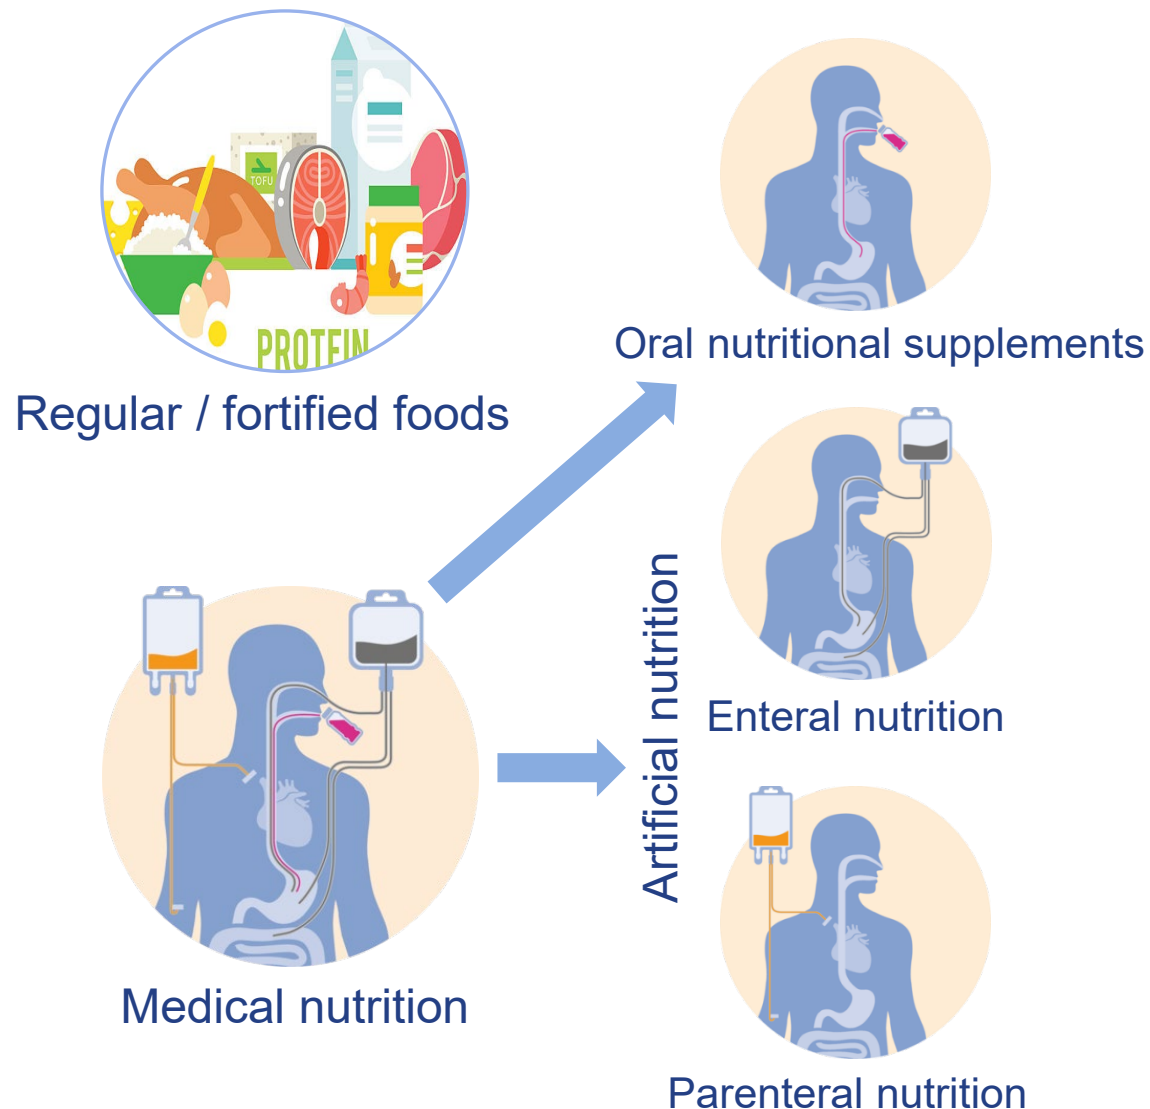 TOFU
PROTEIN
Regular / fortified foods
Oral nutritional supplements
Artificial nutrition
Enteral nutrition
Medical nutrition
Parenteral nutrition